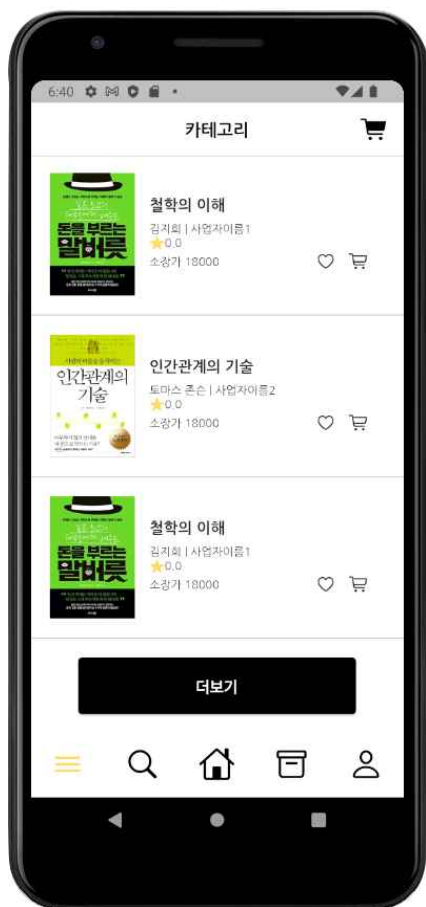 6:40
카테고리
돈을 부르는
말버릇
철학의 이해
김지희 | 사업자이름1
0.0
소장가 18000
인간관계의
기술
인간관계의 기술
토마스 존슨 | 사업자이름2
0.0
소장가 18000
돈을 부르는
말버릇
철학의 이해
김지희 | 사업자이름1
0.0
소장가 18000
더보기